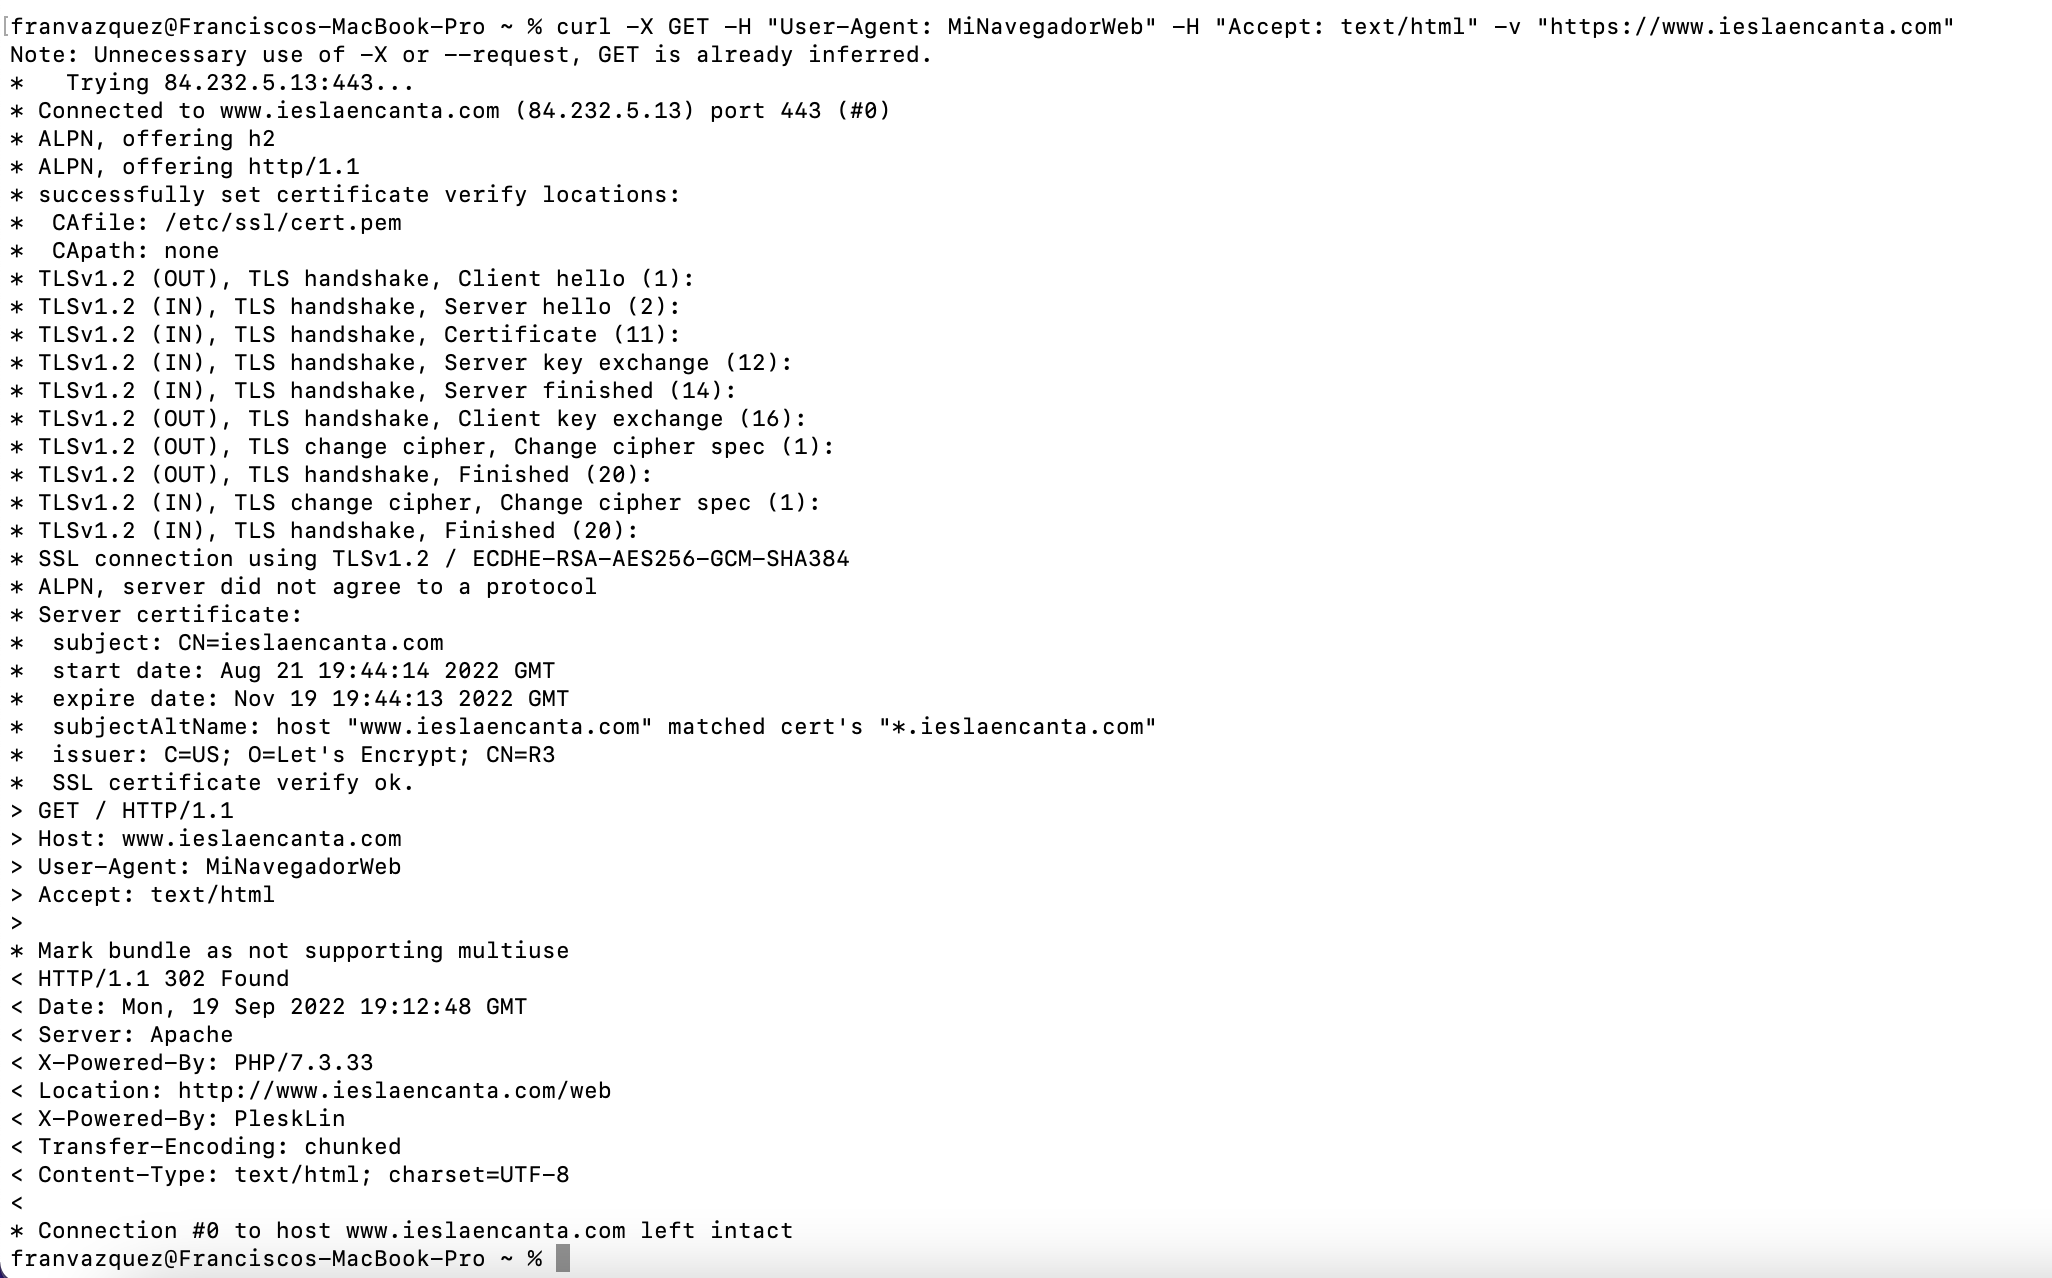 franvazquez@Franciscos-MacBook-Pro ~ % curl -X GET -H "User-Agent: MiNavegadorWeb" -H "Accept: text/html" -v "https://www.ieslaencanta.com"
Note: Unnecessary use of -X or --request, GET is already inferred.
*   Trying 84.232.5.13:443...
* Connected to www.ieslaencanta.com (84.232.5.13) port 443 (#0)
* ALPN, offering h2
* ALPN, offering http/1.1
* successfully set certificate verify locations:
*  CAfile: /etc/ssl/cert.pem
*  CApath: none
* TLSv1.2 (OUT), TLS handshake, Client hello (1):
* TLSv1.2 (IN), TLS handshake, Server hello (2):
* TLSv1.2 (IN), TLS handshake, Certificate (11):
* TLSv1.2 (IN), TLS handshake, Server key exchange (12):
* TLSv1.2 (IN), TLS handshake, Server finished (14):
* TLSv1.2 (OUT), TLS handshake, Client key exchange (16):
* TLSv1.2 (OUT), TLS change cipher, Change cipher spec (1):
* TLSv1.2 (OUT), TLS handshake, Finished (20):
* TLSv1.2 (IN), TLS change cipher, Change cipher spec (1):
* TLSv1.2 (IN), TLS handshake, Finished (20):
* SSL connection using TLSv1.2 / ECDHE-RSA-AES256-GCM-SHA384
* ALPN, server did not agree to a protocol
* Server certificate:
*  subject: CN=ieslaencanta.com
*  start date: Aug 21 19:44:14 2022 GMT
*  expire date: Nov 19 19:44:13 2022 GMT
*  subjectAltName: host "www.ieslaencanta.com" matched cert's "*.ieslaencanta.com"
*  issuer: C=US; O=Let's Encrypt; CN=R3
*  SSL certificate verify ok.
> GET / HTTP/1.1
> Host: www.ieslaencanta.com
> User-Agent: MiNavegadorWeb
> Accept: text/html
>
* Mark bundle as not supporting multiuse
< HTTP/1.1 302 Found
< Date: Mon, 19 Sep 2022 19:12:48 GMT
< Server: Apache
< X-Powered-By: PHP/7.3.33
< Location: http://www.ieslaencanta.com/web
< X-Powered-By: PleskLin
< Transfer-Encoding: chunked
< Content-Type: text/html; charset=UTF-8
<
* Connection #0 to host www.ieslaencanta.com left intact
franvazquez@Franciscos-MacBook-Pro ~ %